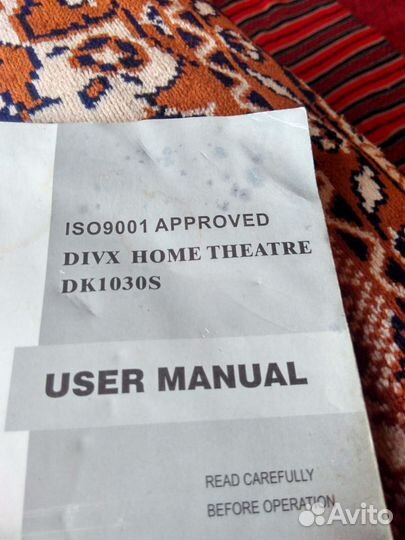 ISO9001 APPROVED
DIVX HOME THEATRE
DK1030S
USER MANUAL
READ CAREFULLY
BEFORE OPERATION
Avito